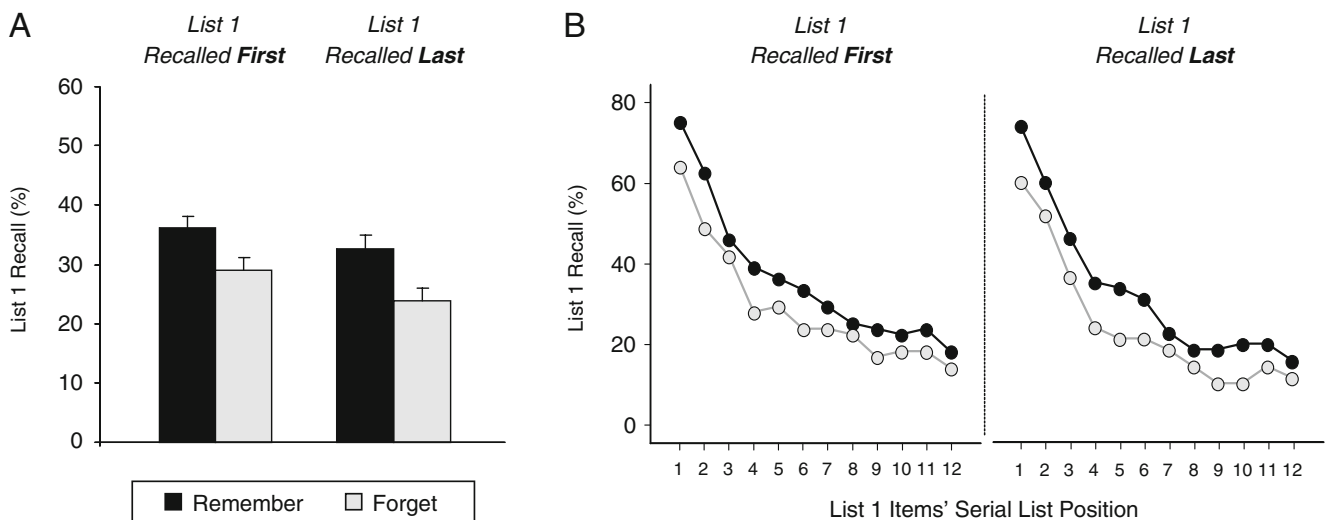 A
List 1
Recalled First
List 1
Recalled Last
60
50
40
30
20
10
0
List 1 Recall (%)
Remember
Forget
B
List 1
Recalled First
List 1
Recalled Last
80
60
40
20
0
List 1 Recall (%)
1 2 3 4 5 6 7 8 9 10 11 12
1 2 3 4 5 6 7 8 9 10 11 12
List 1 Items' Serial List Position